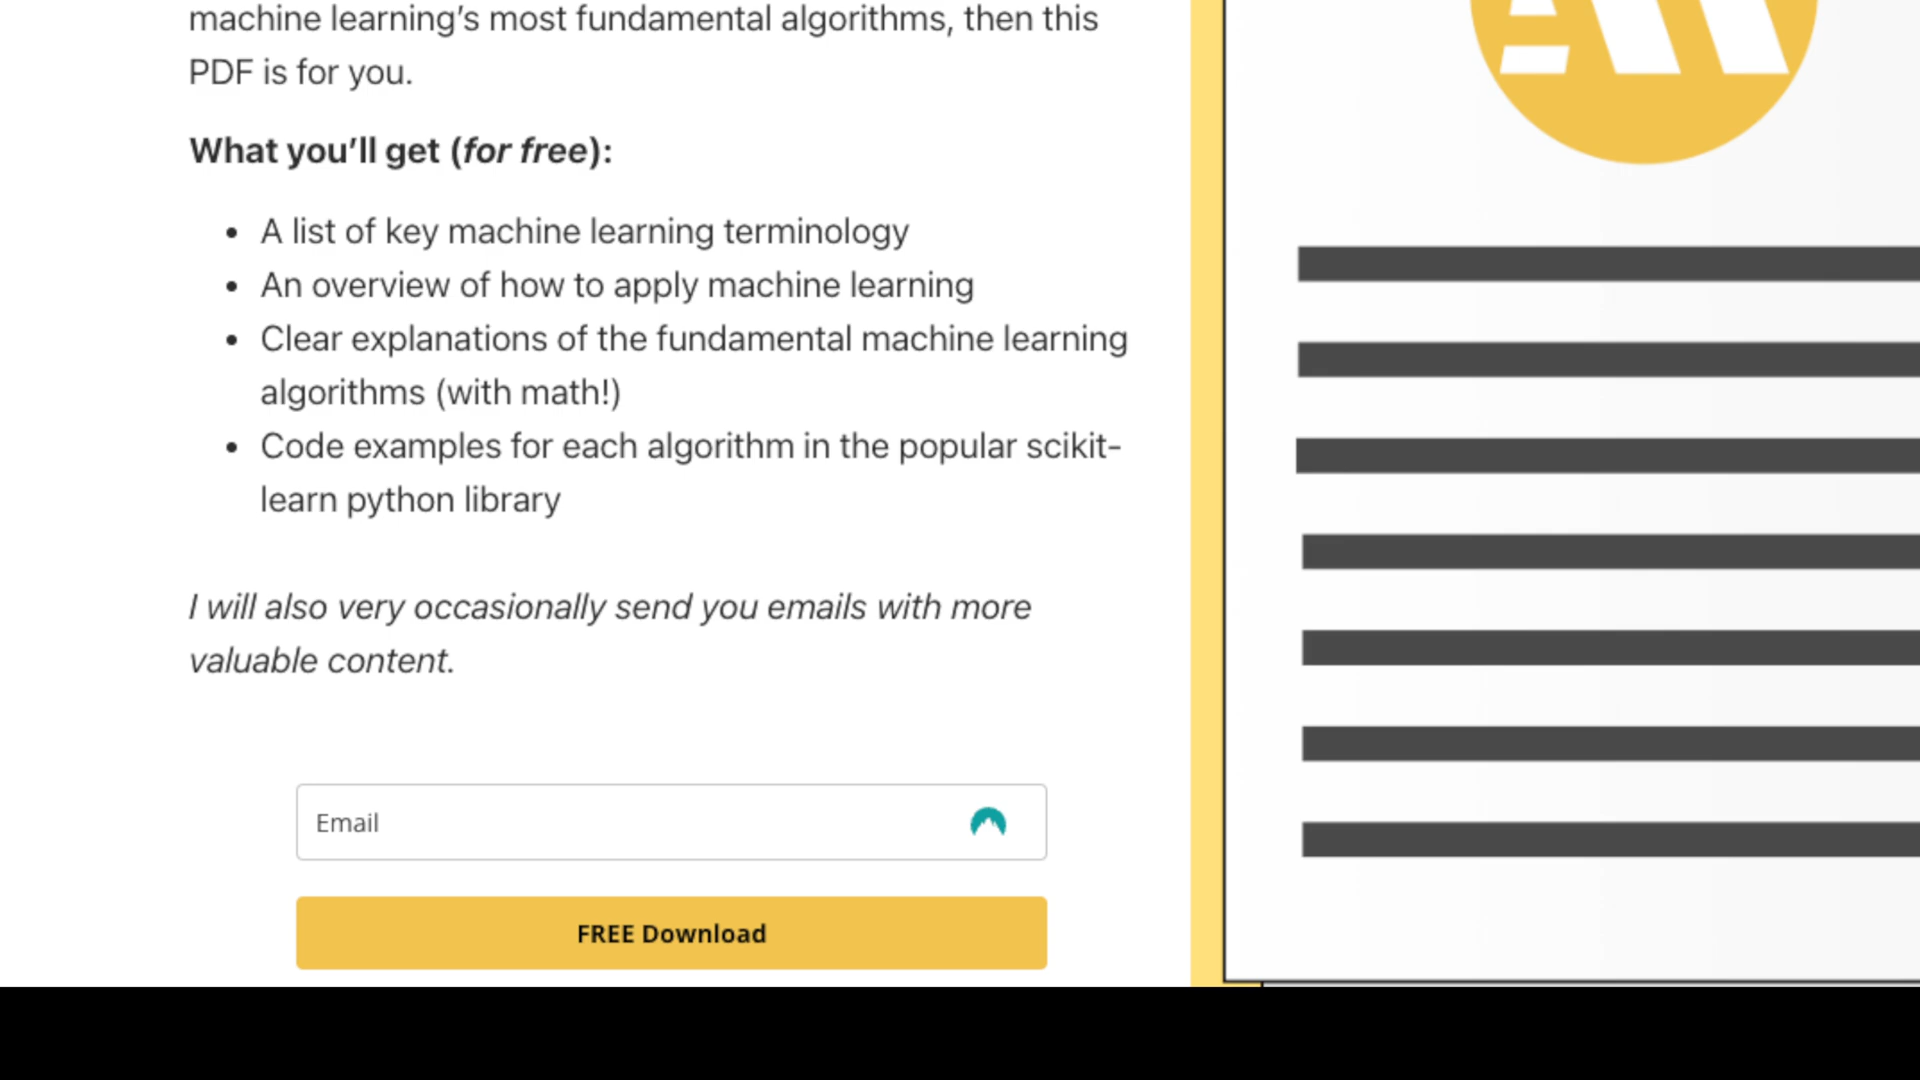 machine learning’s most fundamental algorithms, then this
PDF is for you.
What you’ll get (for free):
• A list of key machine learning terminology
• An overview of how to apply machine learning
• Clear explanations of the fundamental machine learning
algorithms (with math!)
• Code examples for each algorithm in the popular scikit-
learn python library
I will also very occasionally send you emails with more
valuable content.
Email
FREE Download